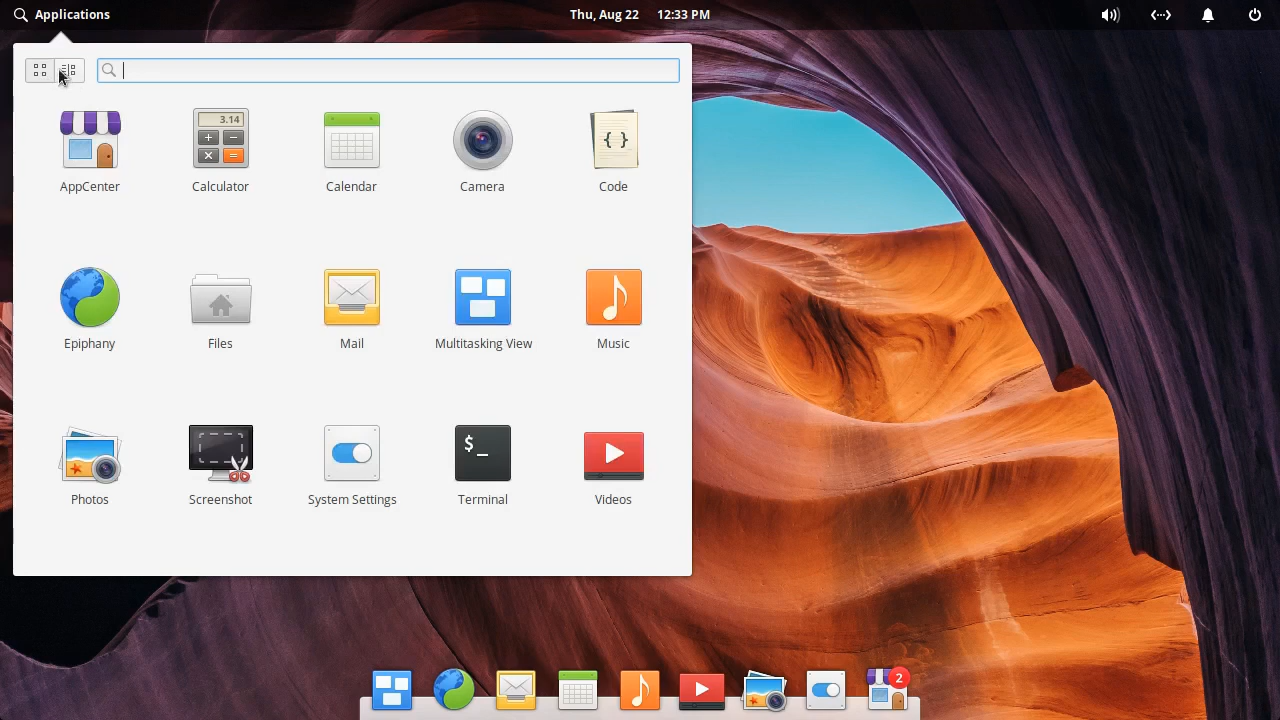 Applications
Thu, Aug 22 12:33 PM
3.14
AppCenter Calculator Calendar Camera Code
{ }
Epiphany Files Mail Multitasking View Music
$_
Photos Screenshot System Settings Terminal Videos
2